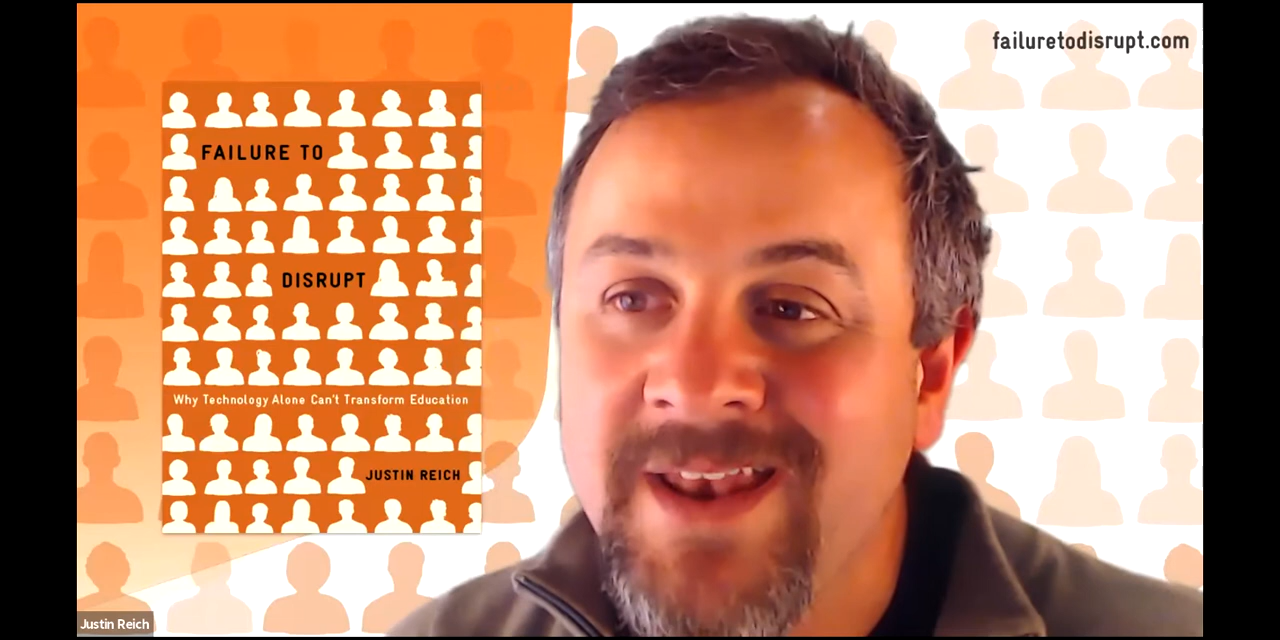 failuretodisrupt.com
FAILURE TO
DISRUPT
Why Technology Alone Can't Transform Education
JUSTIN REICH
Justin Reich